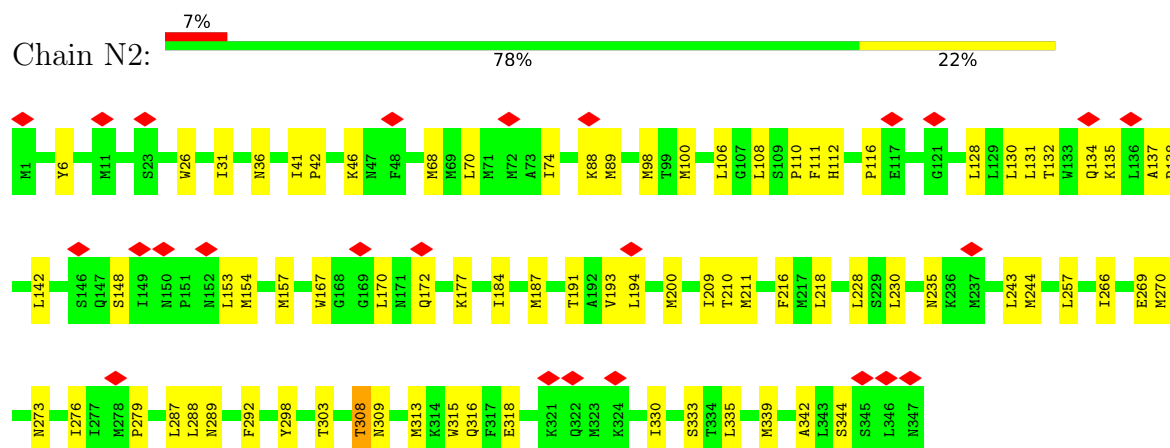 7%
Chain N2:
78% 22%
M1 Y6 M11 S23 W26 I31 N36 I41 P42 K46 N47 F48 M68 M69 L70 M71 M72 A73 I74 K88 M89 M98 T99 M100 L106 G107 L108 S109 P110 F111 H112 P116 E117 G121 L128 L129 L130 L131 T132 W133 Q134 K135 L136 A137
L142 S146 Q147 S148 I149 N150 P151 N152 L153 M154 M157 W167 G168 G169 L170 N171 Q172 K177 I184 M187 T191 A192 V193 L194 M200 I209 T210 M211 F216 M217 L218 L228 S229 L230 N235 K236 M237 L243 M244 L257 I266 E269 M270
N273 I276 I277 M278 P279 L287 L288 N289 F292 Y298 T303 T308 N309 M313 K314 W315 Q316 F317 E318 K321 Q322 M323 K324 I330 S333 T334 L335 M339 A342 L343 S344 S345 L346 N347